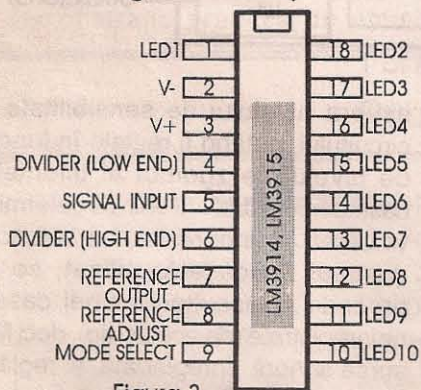 LED1 1 18 LED2
V- 2 17 LED3
V+ 3 16 LED4
DIVIDER (LOW END) 4 15 LED5
SIGNAL INPUT 5 14 LED6
DIVIDER (HIGH END) 6 13 LED7
REFERENCE OUTPUT 7 12 LED8
REFERENCE ADJUST 8 11 LED9
MODE SELECT 9 10 LED10
LM3914, LM3915